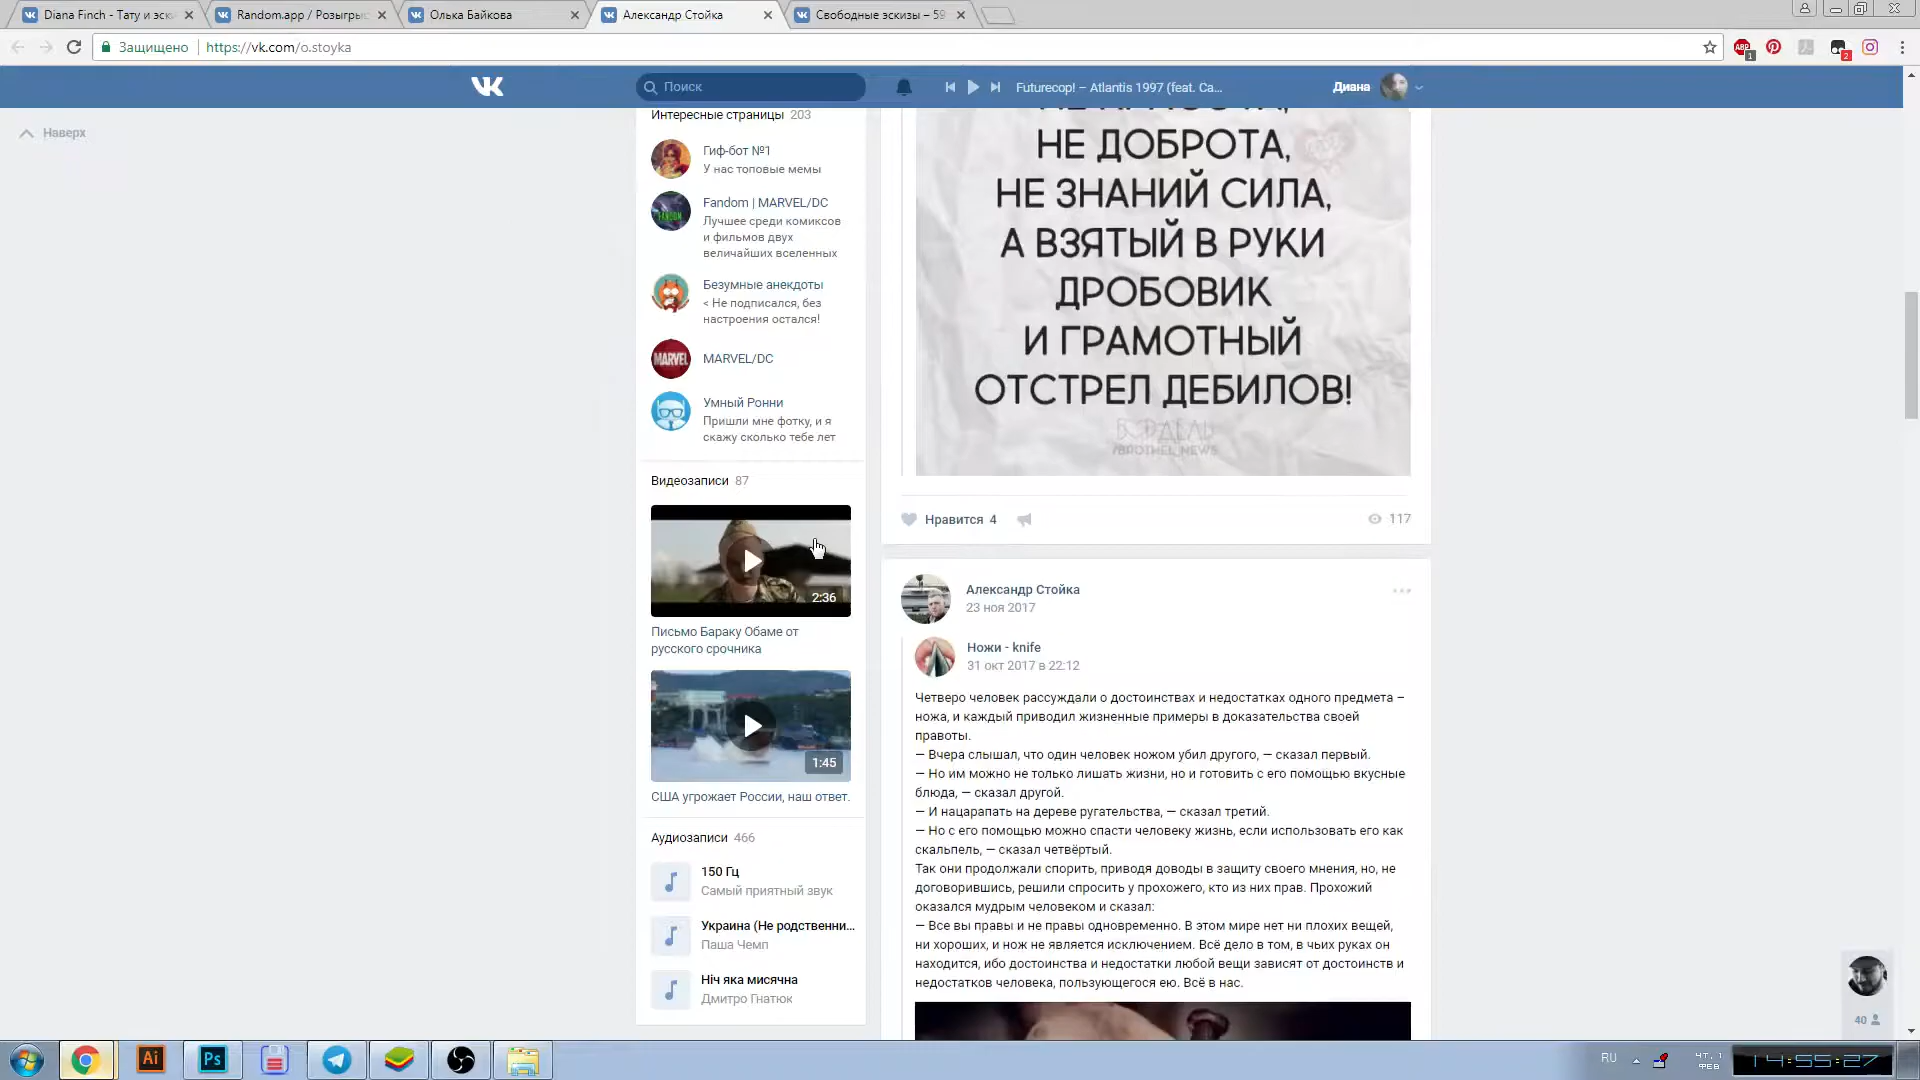 Diana Finch - Тату и эски
Random.app / Розыгрыш
Олька Байкова
Александр Стойка
Свободные эскизы – 59
Защищено
https://vk.com/o.stoyka
ABP
1
2
Поиск
Futurecop! – Atlantis 1997 (feat. Ca...
Диана
Наверх
Интересные страницы 203
Гиф-бот №1
У нас топовые мемы
Fandom | MARVEL/DC
Лучшее среди комиксов
и фильмов двух
величайших вселенных
Безумные анекдоты
< Не подписался, без
настроения остался!
MARVEL
MARVEL/DC
Умный Ронни
Пришли мне фотку, и я
скажу сколько тебе лет
Видеозаписи 87
2:36
Письмо Бараку Обаме от
русского срочника
1:45
США угрожает России, наш ответ.
Аудиозаписи 466
150 Гц
Самый приятный звук
Украина (Не родственни...
Паша Чемп
Ніч яка мисячна
Дмитро Гнатюк
НЕ КРАСОТА,
НЕ ДОБРОТА,
НЕ ЗНАНИЙ СИЛА,
А ВЗЯТЫЙ В РУКИ
ДРОБОВИК
И ГРАМОТНЫЙ
ОТСТРЕЛ ДЕБИЛОВ!
БОРДЕЛЬ
/BROTHEL_NEWS
Нравится 4
117
Александр Стойка
23 ноя 2017
Ножи - knife
31 окт 2017 в 22:12
Четверо человек рассуждали о достоинствах и недостатках одного предмета –
ножа, и каждый приводил жизненные примеры в доказательства своей
правоты.
— Вчера слышал, что один человек ножом убил другого, — сказал первый.
— Но им можно не только лишать жизни, но и готовить с его помощью вкусные
блюда, — сказал другой.
— И нацарапать на дереве ругательства, — сказал третий.
— Но с его помощью можно спасти человеку жизнь, если использовать его как
скальпель, — сказал четвёртый.
Так они продолжали спорить, приводя доводы в защиту своего мнения, но, не
договорившись, решили спросить у прохожего, кто из них прав. Прохожий
оказался мудрым человеком и сказал:
— Все вы правы и не правы одновременно. В этом мире нет ни плохих вещей,
ни хороших, и нож не является исключением. Всё дело в том, в чьих руках он
находится, ибо достоинства и недостатки любой вещи зависят от достоинств и
недостатков человека, пользующегося ею. Всё в нас.
40
Ai
Ps
RU
ЧТ, 1
ФЕВ
14:55:27